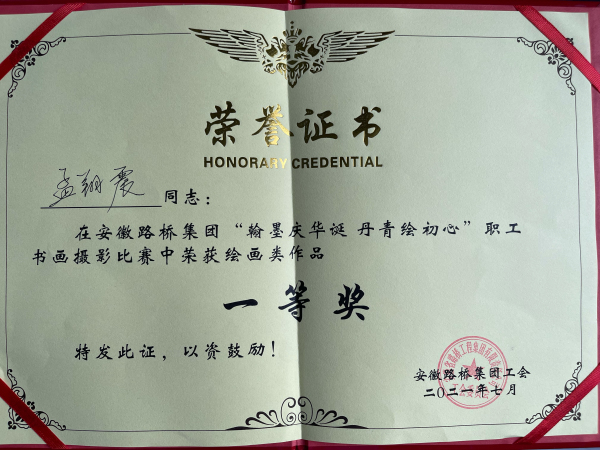 荣誉证书
HONORARY CREDENTIAL
孟翔震 同志：
在安徽路桥集团“翰墨庆华诞 丹青绘初心”职工
书画摄影比赛中荣获绘画类作品
一等奖
特发此证，以资鼓励！
安徽路桥集团工会
二〇二一年七月